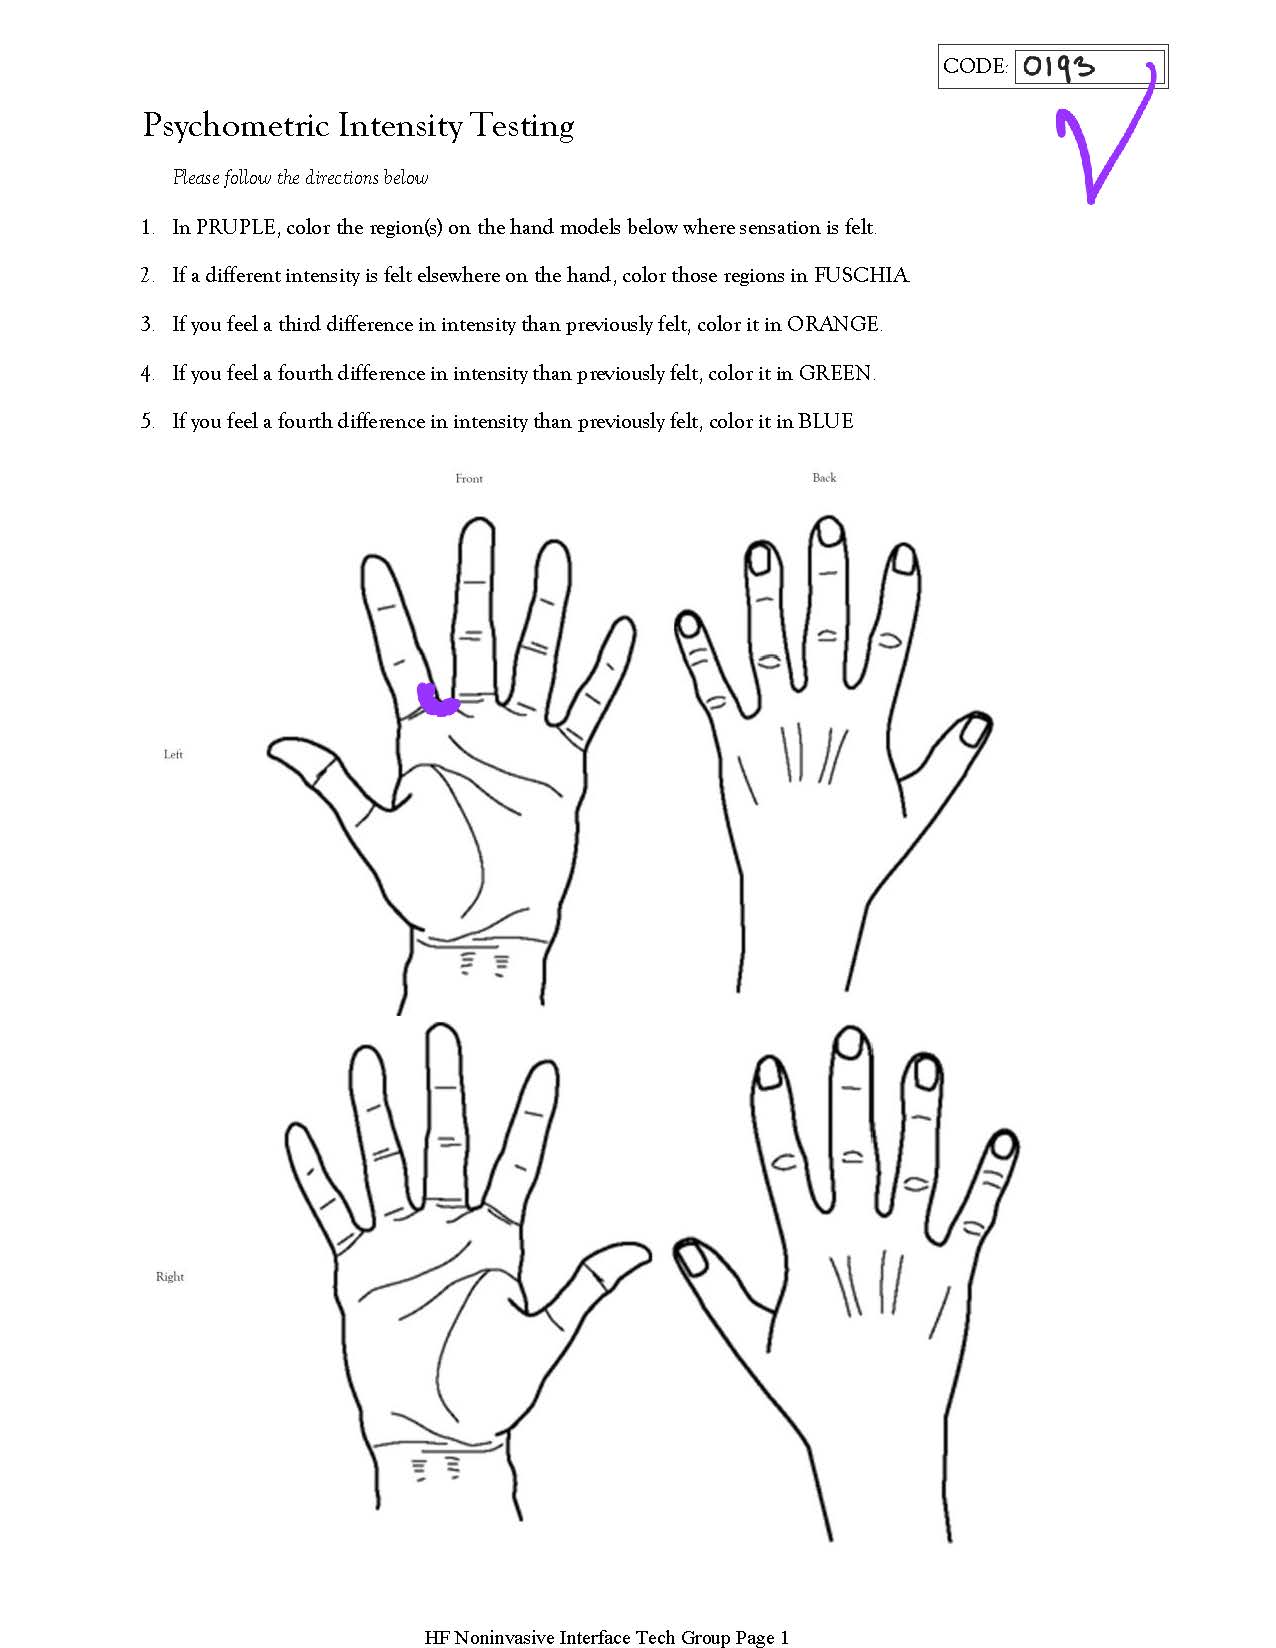 CODE: 0193
Psychometric Intensity Testing
Please follow the directions below
1. In PRUPLE, color the region(s) on the hand models below where sensation is felt.
2. If a different intensity is felt elsewhere on the hand, color those regions in FUSCHIA.
3. If you feel a third difference in intensity than previously felt, color it in ORANGE.
4. If you feel a fourth difference in intensity than previously felt, color it in GREEN.
5. If you feel a fourth difference in intensity than previously felt, color it in BLUE
Front Back
Left
Right
HF Noninvasive Interface Tech Group Page 1